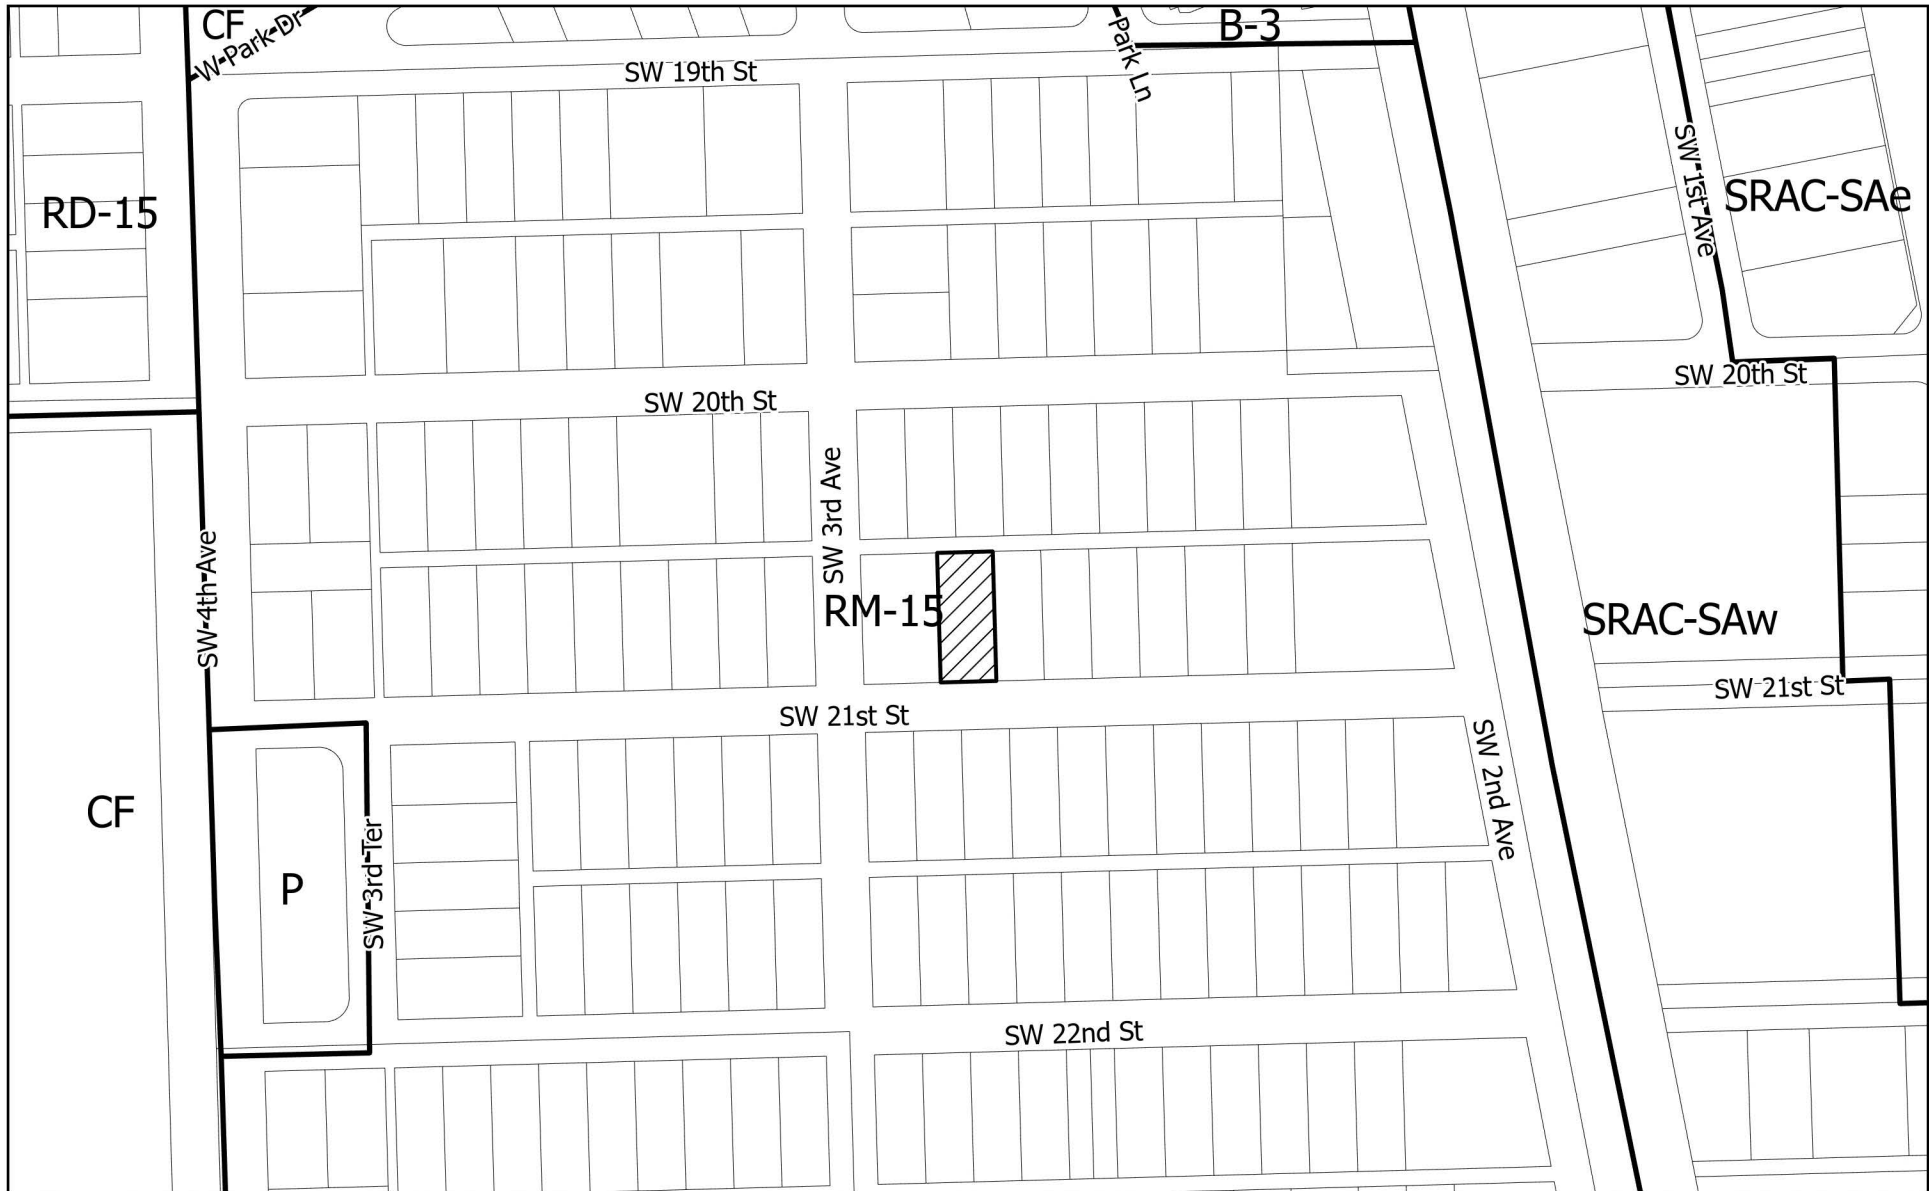 CF
W-Park-Dr
SW 19th St
Park Ln
B-3
RD-15
SW 1st Ave
SRAC-SAe
SW 20th St
SW 20th St
SW 3rd Ave
SW-4th-Ave
RM-15
SRAC-SAw
SW 21st St
SW 21st St
SW 2nd Ave
CF
P
SW-3rd-Ter
SW 22nd St